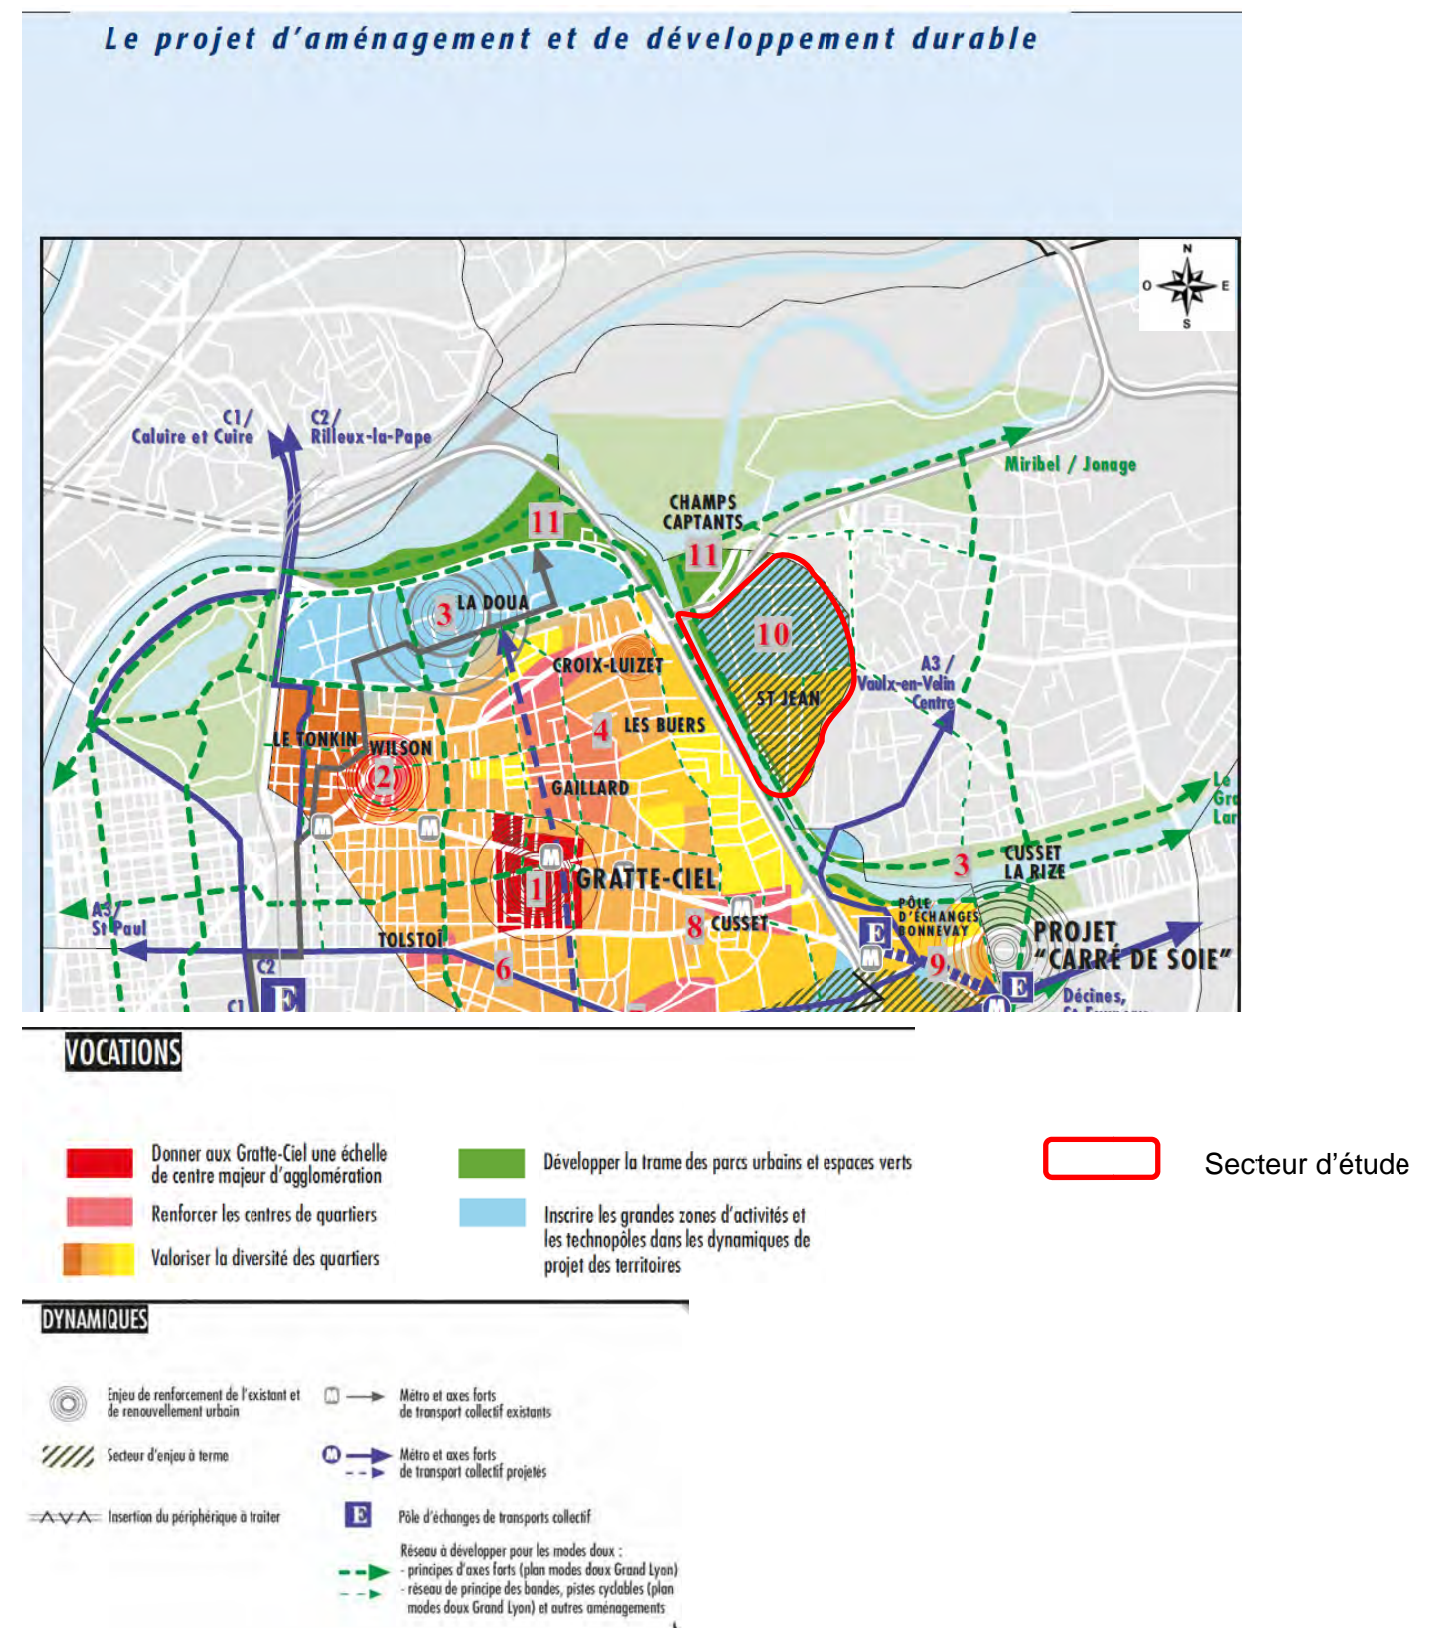 Le projet d'aménagement et de développement durable
N
O
E
S
C1/
Caluire et Cuire
C2/
Rilleux-la-Pape
Miribel / Jonage
CHAMPS
CAPTANTS
11
11
3
LA DOUA
10
CROIX-LUIZET
A3 /
Vaulx-en-Velin
Centre
ST JEAN
LE TONKIN
WILSON
4
LES BUERS
2
GAILLARD
M
M
M
1
GRATTE-CIEL
Le
Gra
Lar
3
CUSSET
LA RIZE
A3/
St Paul
TOLSTOÏ
8
CUSSET
M
PÔLE
D'ÉCHANGES
BONNEVAY
E
M
9
PROJET
"CARRÉ DE SOIE"
6
C2
C1
E
E
M
Décines,
VOCATIONS
Donner aux Gratte-Ciel une échelle
de centre majeur d'agglomération
Renforcer les centres de quartiers
Valoriser la diversité des quartiers
Développer la trame des parcs urbains et espaces verts
Inscrire les grandes zones d'activités et
les technopôles dans les dynamiques de
projet des territoires
Secteur d'étude
DYNAMIQUES
Enjeu de renforcement de l'existant et
de renouvellement urbain
Secteur d'enjeu à terme
Insertion du périphérique à traiter
M
Métro et axes forts
de transport collectif existants
M
Métro et axes forts
de transport collectif projetés
E
Pôle d'échanges de transports collectif
Réseau à développer pour les modes doux :
- principes d'axes forts (plan modes doux Grand Lyon)
- réseau de principe des bandes, pistes cyclables (plan
modes doux Grand Lyon) et autres aménagements